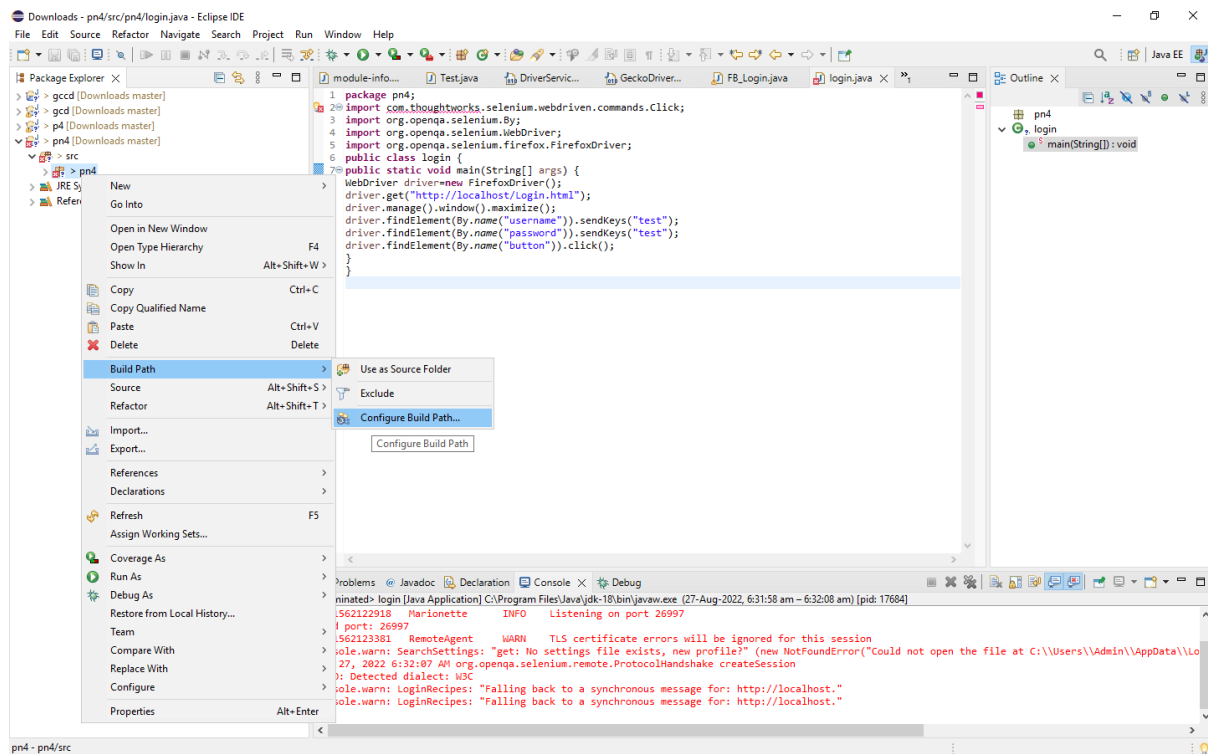 Downloads - pn4/src/pn4/login.java - Eclipse IDE
File Edit Source Refactor Navigate Search Project Run Window Help
Java EE
Package Explorer
> gccd [Downloads master]
> gcd [Downloads master]
> p4 [Downloads master]
> pn4 [Downloads master]
> src
> pn4
JRE Sy
Refer
New
Go Into
Open in New Window
Open Type Hierarchy F4
Show In Alt+Shift+W >
Copy Ctrl+C
Copy Qualified Name
Paste Ctrl+V
Delete Delete
Build Path
Source Alt+Shift+S >
Refactor Alt+Shift+T >
Import...
Export...
References
Declarations
Refresh F5
Assign Working Sets...
Coverage As
Run As
Debug As
Restore from Local History...
Team
Compare With
Replace With
Configure
Properties Alt+Enter
Use as Source Folder
Exclude
Configure Build Path...
Configure Build Path
module-info.... Test.java DriverServic... GeckoDriver... FB_Login.java login.java »1
1 package pn4;
2 import com.thoughtworks.selenium.webdriven.commands.Click;
3 import org.openqa.selenium.By;
4 import org.openqa.selenium.WebDriver;
5 import org.openqa.selenium.firefox.FirefoxDriver;
6 public class login {
7 public static void main(String[] args) {
WebDriver driver=new FirefoxDriver();
driver.get("http://localhost/Login.html");
driver.manage().window().maximize();
driver.findElement(By.name("username")).sendKeys("test");
driver.findElement(By.name("password")).sendKeys("test");
driver.findElement(By.name("button")).click();
}
}
Outline
pn4
login
main(String[]) : void
Problems Javadoc Declaration Console Debug
minated> login [Java Application] C:\Program Files\Java\jdk-18\bin\javaw.exe (27-Aug-2022, 6:31:58 am – 6:32:08 am) [pid: 17684]
1562122918 Marionette INFO Listening on port 26997
d port: 26997
1562123381 RemoteAgent WARN TLS certificate errors will be ignored for this session
sole.warn: SearchSettings: "get: No settings file exists, new profile?" (new NotFoundError("Could not open the file at C:\\Users\\Admin\\AppData\\Lo
27, 2022 6:32:07 AM org.openqa.selenium.remote.ProtocolHandshake createSession
O: Detected dialect: W3C
sole.warn: LoginRecipes: "Falling back to a synchronous message for: http://localhost."
sole.warn: LoginRecipes: "Falling back to a synchronous message for: http://localhost."
pn4 - pn4/src